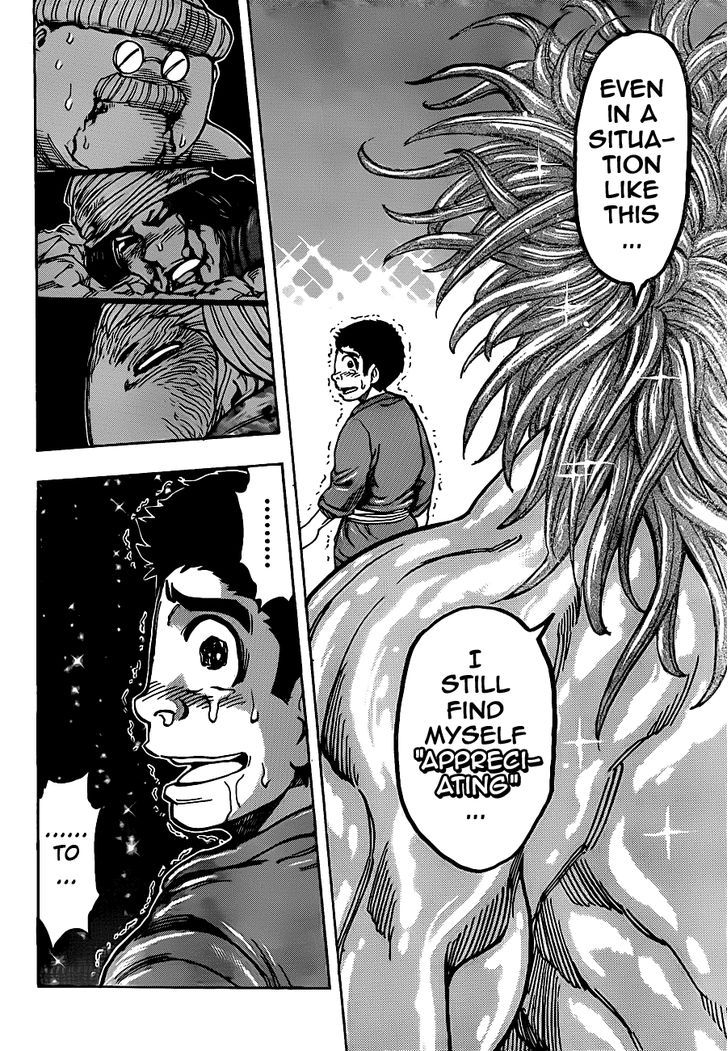 EVEN
IN A
SITUA-
TION
LIKE
THIS
...
I
STILL
FIND
MYSELF
"APPRECI-
ATING"
...
.........
......
TO
...